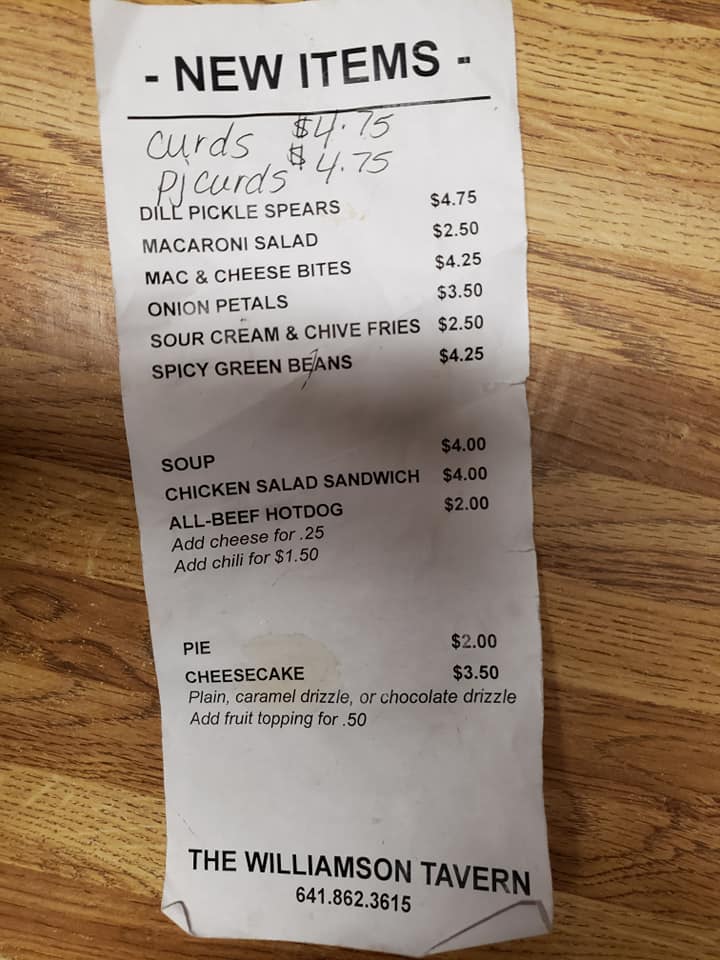 - NEW ITEMS -
curds $4.75
PJ curds $4.75
DILL PICKLE SPEARS $4.75
MACARONI SALAD $2.50
MAC & CHEESE BITES $4.25
ONION PETALS $3.50
SOUR CREAM & CHIVE FRIES $2.50
SPICY GREEN BEANS $4.25
SOUP $4.00
CHICKEN SALAD SANDWICH $4.00
ALL-BEEF HOTDOG $2.00
Add cheese for .25
Add chili for $1.50
PIE $2.00
CHEESECAKE $3.50
Plain, caramel drizzle, or chocolate drizzle
Add fruit topping for .50
THE WILLIAMSON TAVERN
641.862.3615